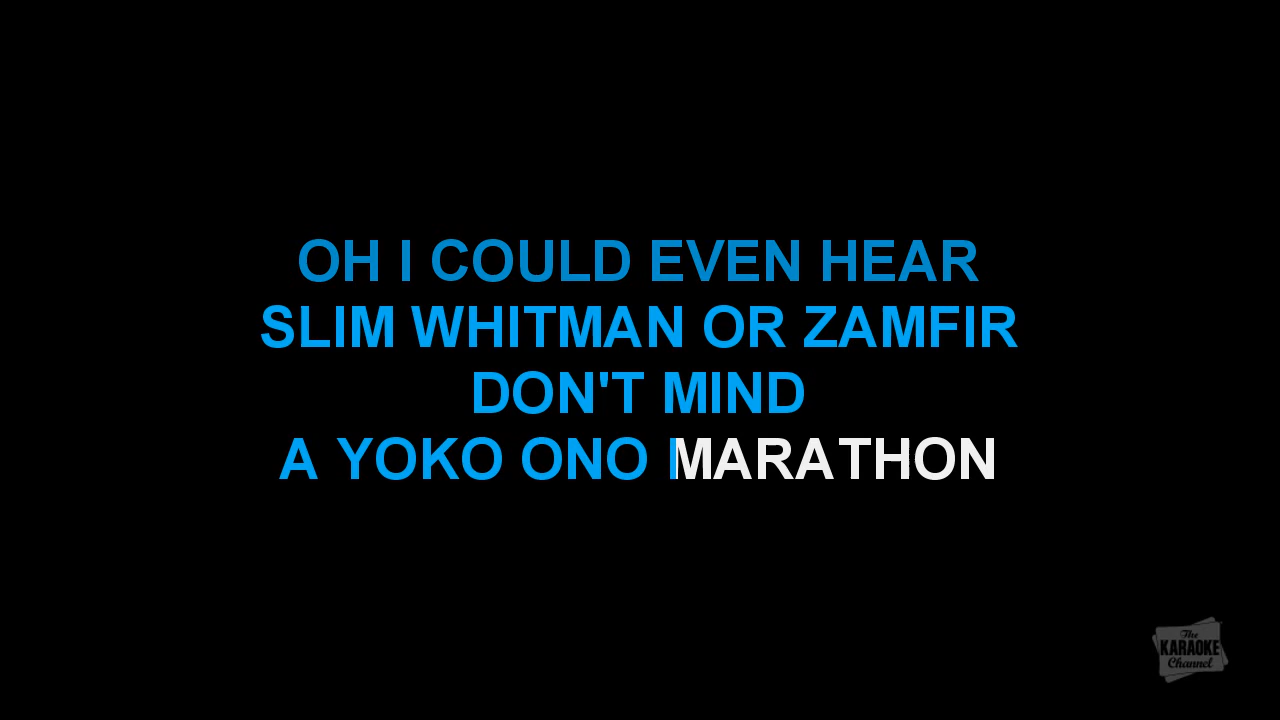 OH I COULD EVEN HEAR
SLIM WHITMAN OR ZAMFIR
DON'T MIND
A YOKO ONO MARATHON
The
KARAOKE
Channel